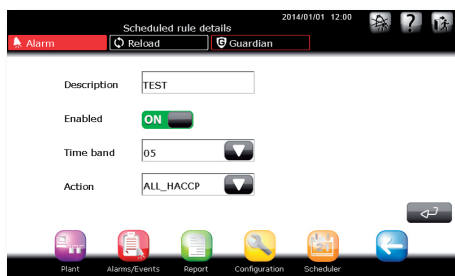 2014/01/01 12:00
Scheduled rule details
Alarm Reload Guardian
Description TEST
Enabled ON
Time band 05
Action ALL_HACCP
Plant Alarms/Events Report Configuration Scheduler